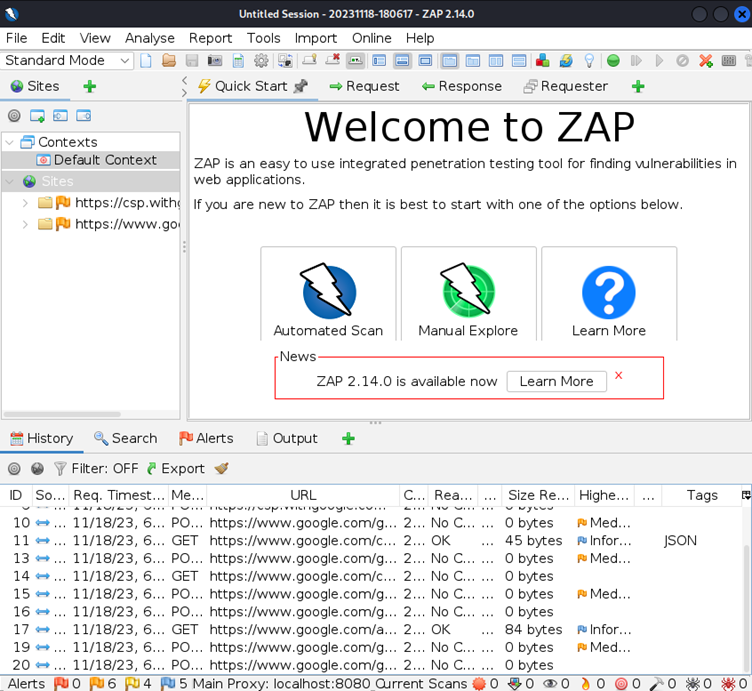 Untitled Session - 20231118-180617 - ZAP 2.14.0
File Edit View Analyse Report Tools Import Online Help
Standard Mode
Sites
Quick Start Request Response Requester
Contexts
Default Context
Sites
https://csp.withg
https://www.goo
Welcome to ZAP
ZAP is an easy to use integrated penetration testing tool for finding vulnerabilities in
web applications.
If you are new to ZAP then it is best to start with one of the options below.
Automated Scan Manual Explore Learn More
News
ZAP 2.14.0 is available now Learn More
History Search Alerts Output
Filter: OFF Export
ID So... Req. Timest... Me... URL C... Rea... ... Size Re... Highe... ... Tags
10 ... 11/18/23, 6... PO... https://www.google.com/g... 2... No C... ... 0 bytes Med...
11 ... 11/18/23, 6... GET https://www.google.com/c... 2... OK ... 45 bytes Infor... JSON
13 ... 11/18/23, 6... PO... https://www.google.com/g... 2... No C... ... 0 bytes Med...
14 ... 11/18/23, 6... GET https://www.google.com/c... 2... No C... ... 0 bytes
15 ... 11/18/23, 6... PO... https://www.google.com/g... 2... No C... ... 0 bytes Med...
16 ... 11/18/23, 6... PO... https://www.google.com/g... 2... No C... ... 0 bytes
17 ... 11/18/23, 6... GET https://www.google.com/a... 2... OK ... 84 bytes Infor...
19 ... 11/18/23, 6... PO... https://www.google.com/g... 2... No C... ... 0 bytes Med...
20 ... 11/18/23, 6... PO... https://www.google.com/g... 2... No C... ... 0 bytes
Alerts 0 6 4 5 Main Proxy: localhost:8080 Current Scans 0 0 0 0 0 0 0 0